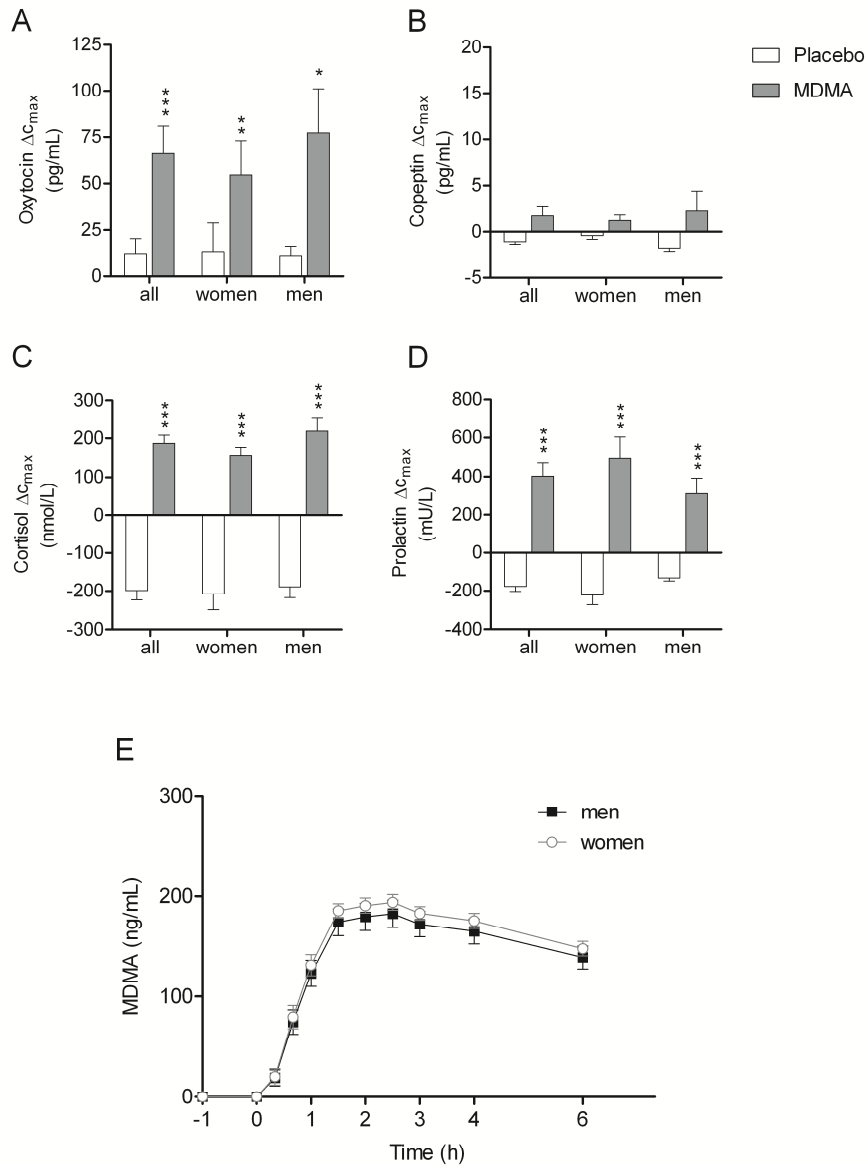 A
Oxytocin Δcmax
(pg/mL)
125
100
75
50
25
0
***
**
*
all women men
B
Copeptin Δcmax
(pg/mL)
20
15
10
5
0
-5
all women men
Placebo
MDMA
C
Cortisol Δcmax
(nmol/L)
300
200
100
0
-100
-200
-300
***
***
***
all women men
D
Prolactin Δcmax
(mU/L)
800
600
400
200
0
-200
-400
***
***
***
all women men
E
MDMA (ng/mL)
300
200
100
0
men
women
-1 0 1 2 3 4 6
Time (h)